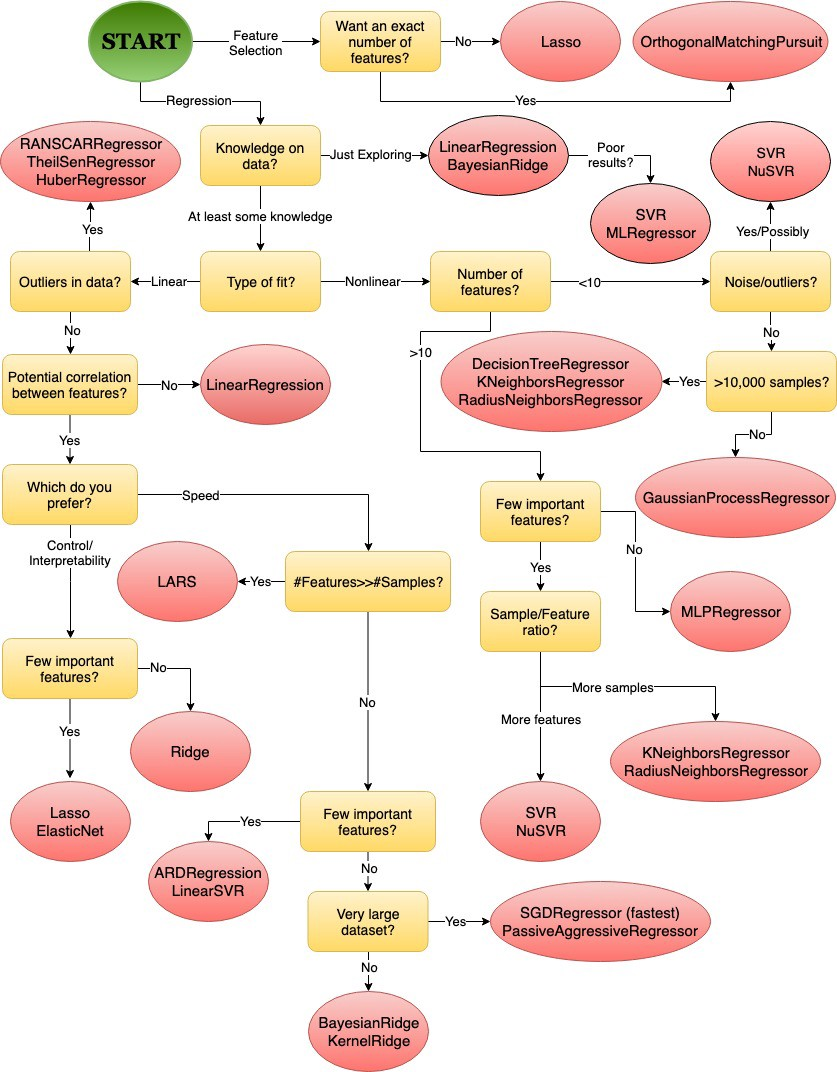 START
Feature
Selection
Want an exact
number of
features?
No
Lasso
OrthogonalMatchingPursuit
Yes
Regression
RANSCARRegressor
TheilSenRegressor
HuberRegressor
Knowledge on
data?
Just Exploring
LinearRegression
BayesianRidge
Poor
results?
SVR
NuSVR
SVR
MLRegressor
At least some knowledge
Yes
Yes/Possibly
Outliers in data?
Linear
Type of fit?
Nonlinear
Number of
features?
<10
Noise/outliers?
No
>10
No
Potential correlation
between features?
No
LinearRegression
DecisionTreeRegressor
KNeighborsRegressor
RadiusNeighborsRegressor
Yes
>10,000 samples?
Yes
No
Which do you
prefer?
Speed
Few important
features?
GaussianProcessRegressor
Control/
Interpretability
No
LARS
Yes
#Features>>#Samples?
Yes
Sample/Feature
ratio?
MLPRegressor
Few important
features?
No
More samples
No
More features
Yes
Ridge
KNeighborsRegressor
RadiusNeighborsRegressor
Lasso
ElasticNet
Yes
Few important
features?
SVR
NuSVR
ARDRegression
LinearSVR
No
Very large
dataset?
Yes
SGDRegressor (fastest)
PassiveAggressiveRegressor
No
BayesianRidge
KernelRidge